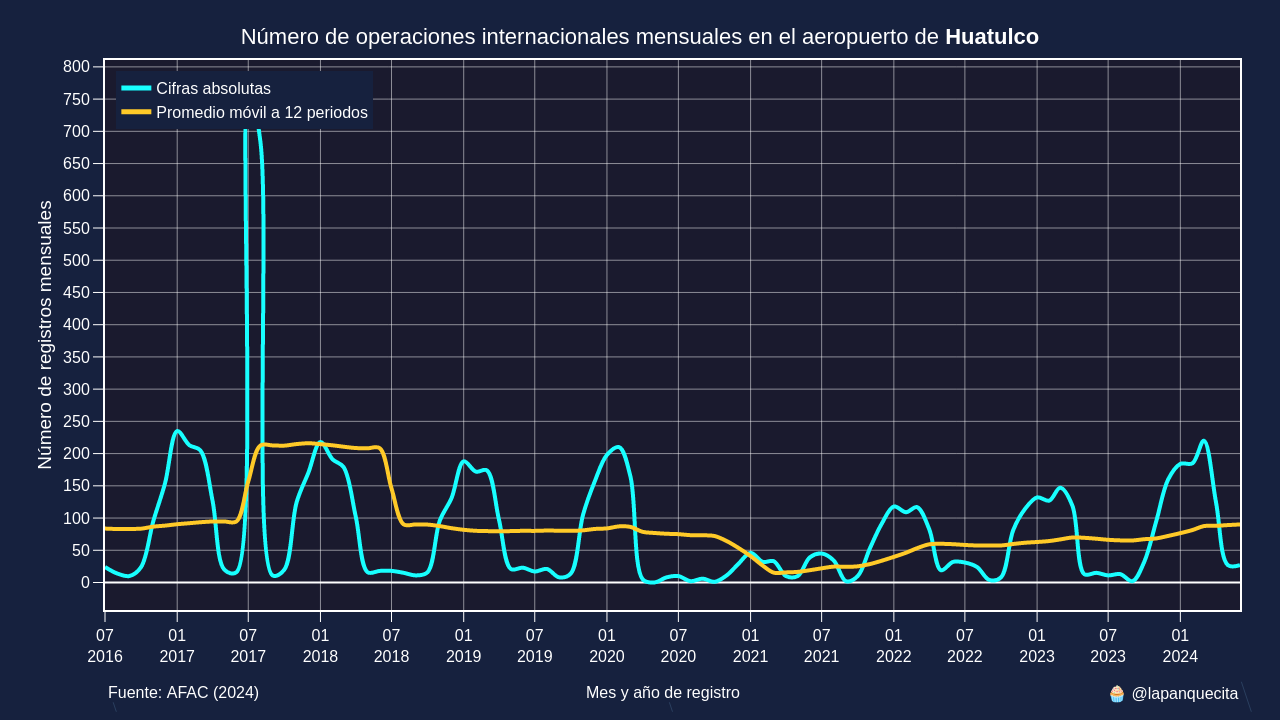 Número de operaciones internacionales mensuales en el aeropuerto de Huatulco
Cifras absolutas
Promedio móvil a 12 periodos
Número de registros mensuales
800
750
700
650
600
550
500
450
400
350
300
250
200
150
100
50
0
07 01 07 01 07 01 07 01 07 01 07 01 07 01 07 01
2016 2017 2017 2018 2018 2019 2019 2020 2020 2021 2021 2022 2022 2023 2023 2024
Fuente: AFAC (2024)
Mes y año de registro
🧁 @lapanquecita